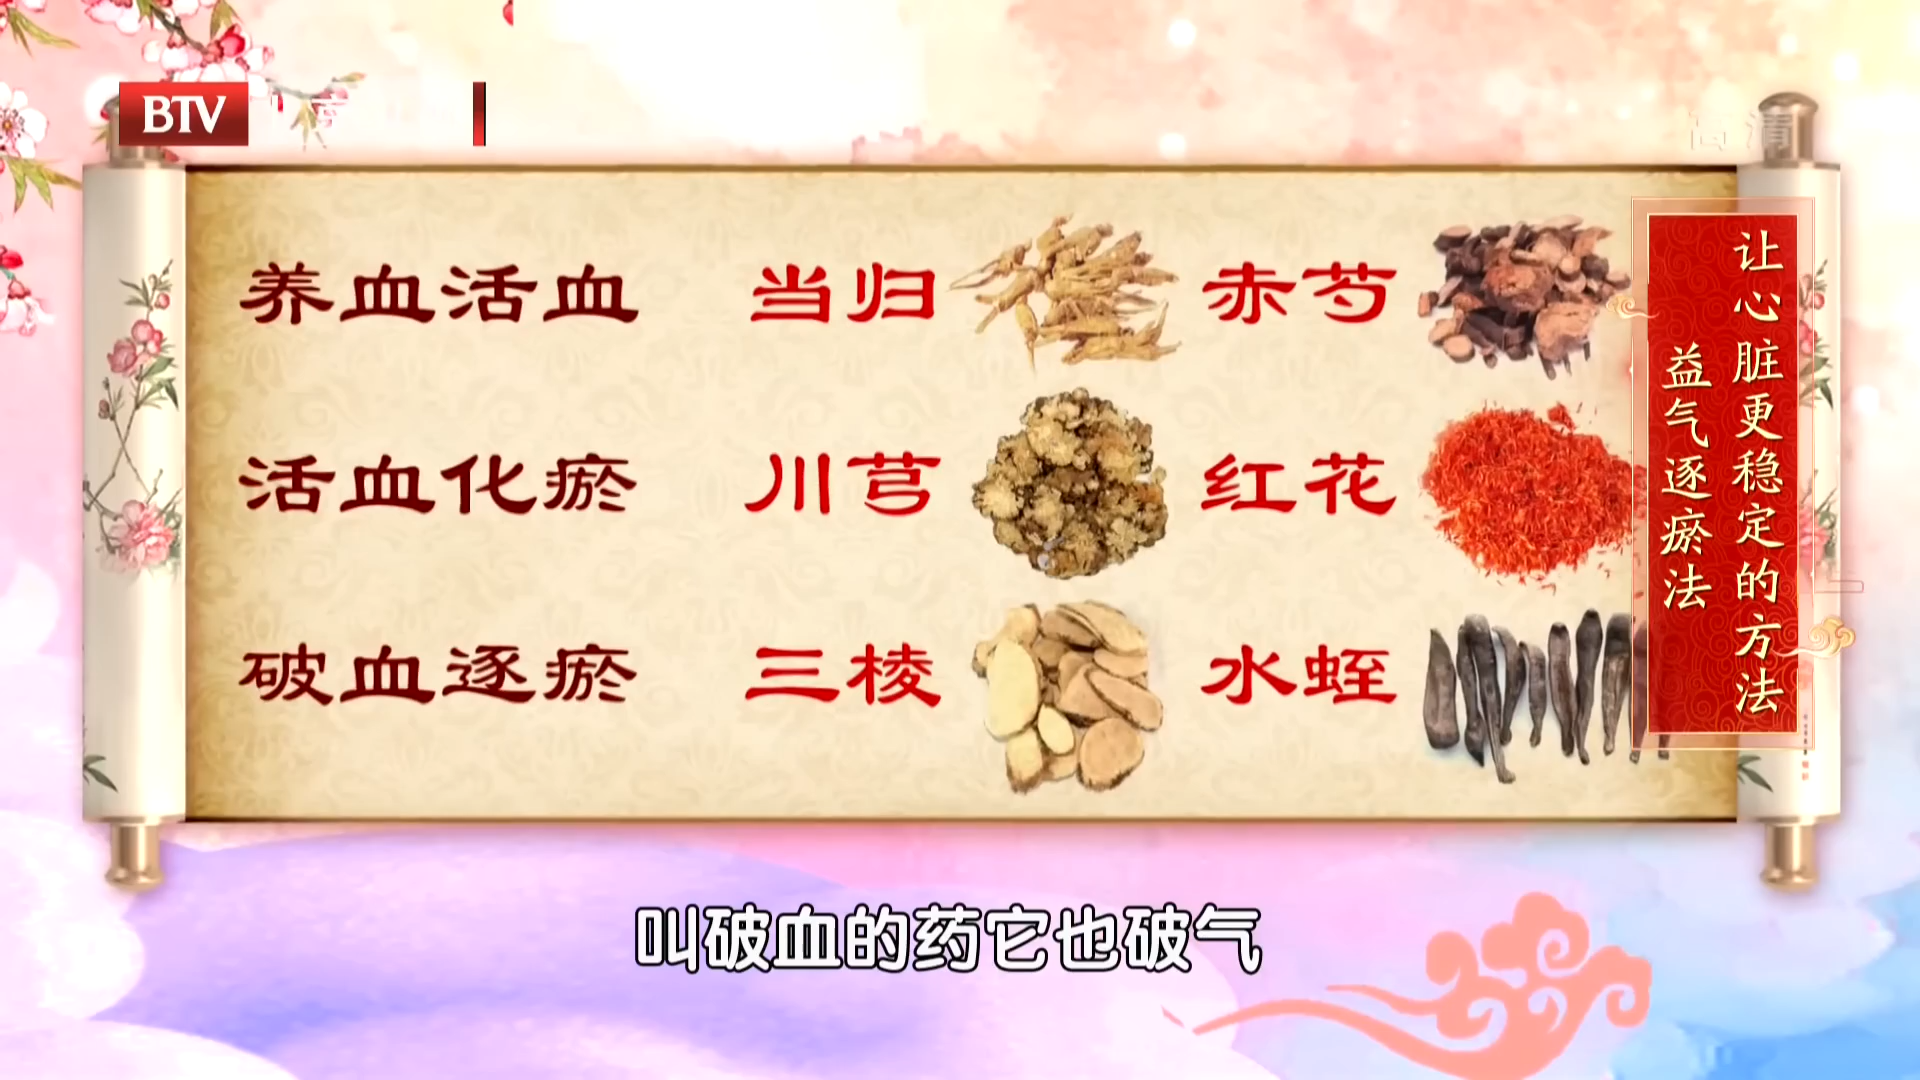 BTV
养血活血 当归 赤芍
活血化瘀 川芎 红花
破血逐瘀 三棱 水蛭
让心脏更稳定的方法
益气逐瘀法
叫破血的药它也破气